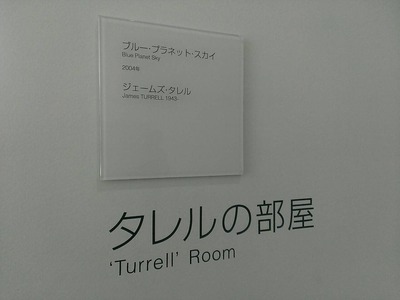 ブルー・プラネット・スカイ
Blue Planet Sky
2004年
ジェームズ・タレル
James TURRELL 1943-
タレルの部屋
'Turrell' Room